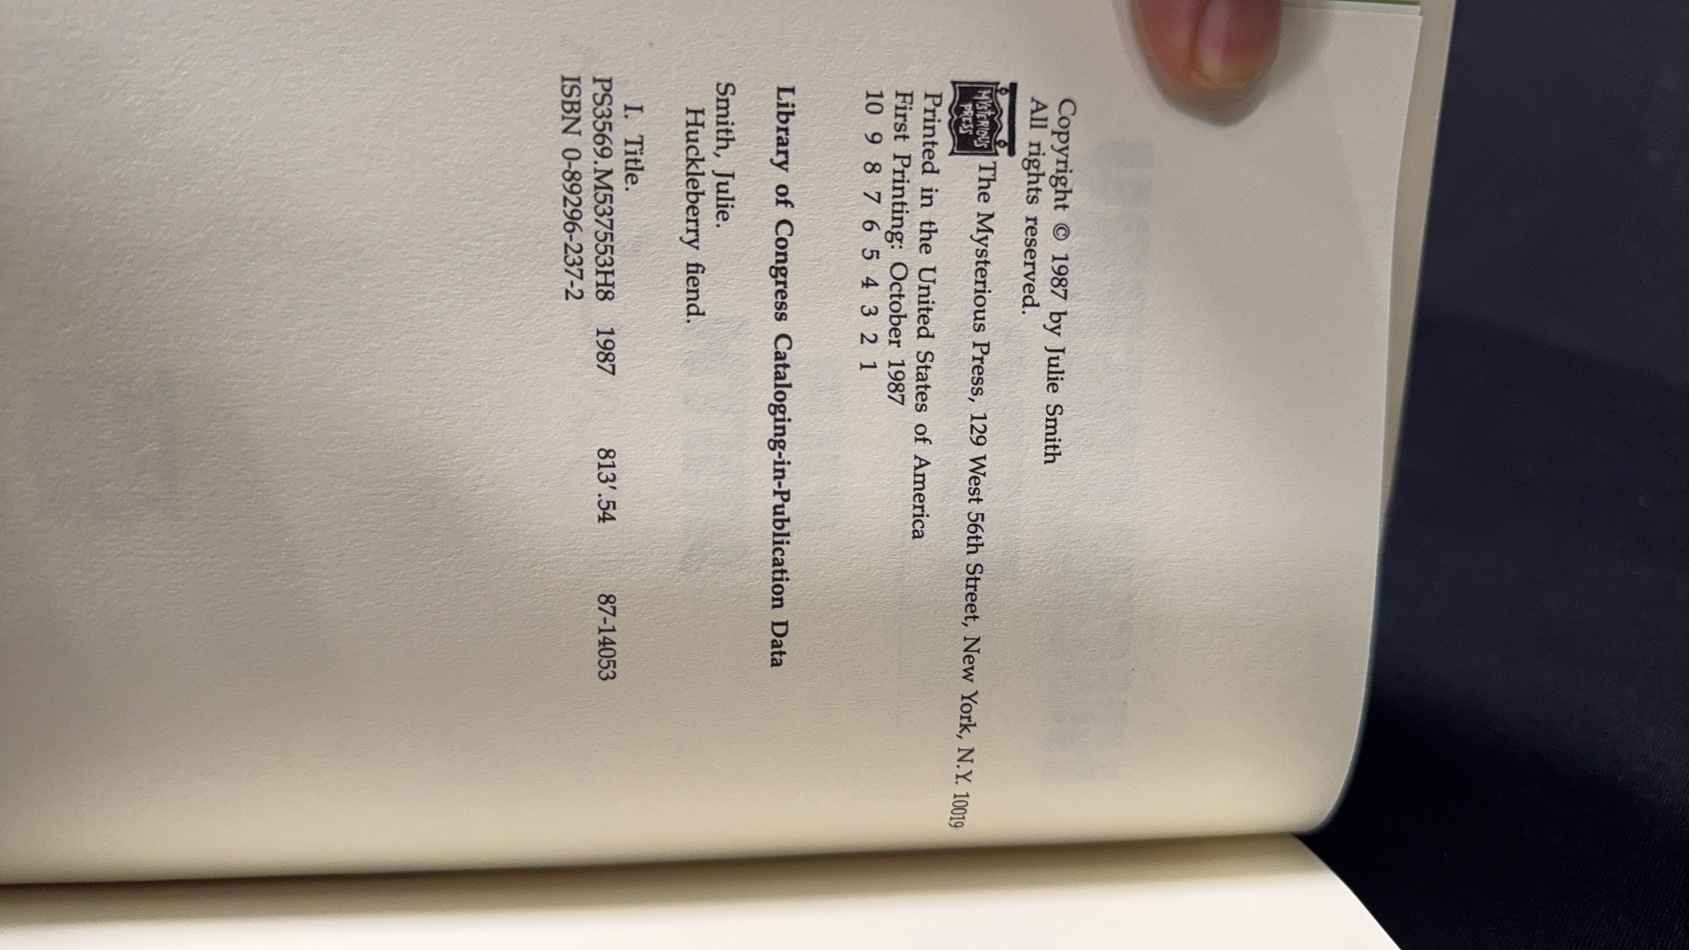 Copyright © 1987 by Julie Smith
All rights reserved.
MYSTERIOUS
PRESS
The Mysterious Press, 129 West 56th Street, New York, N.Y. 10019
Printed in the United States of America
First Printing: October 1987
10 9 8 7 6 5 4 3 2 1
Library of Congress Cataloging-in-Publication Data
Smith, Julie.
Huckleberry fiend.
I. Title.
PS3569.M537553H8 1987 813'.54 87-14053
ISBN 0-89296-237-2